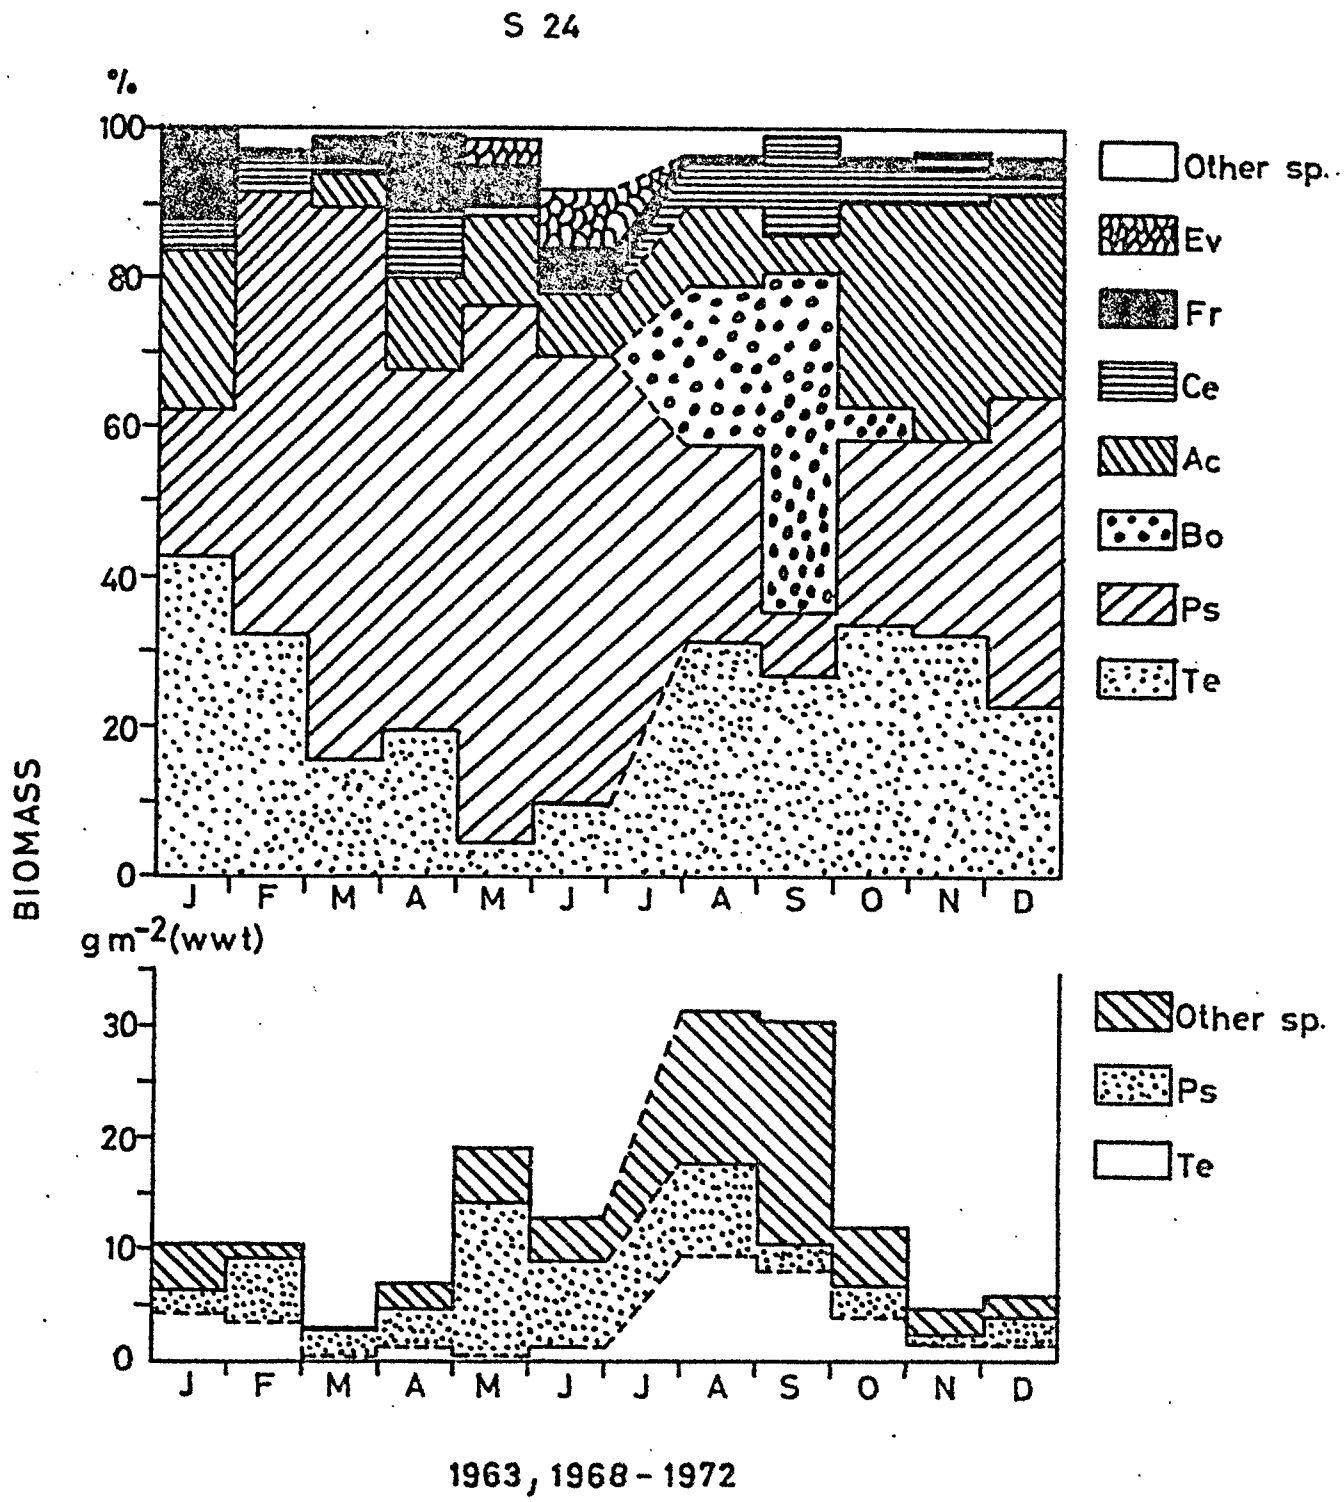 S 24
%
100
80
60
40
20
0
J F M A M J J A S O N D
Other sp.
Ev
Fr
Ce
Ac
Bo
Ps
Te
BIOMASS
g m⁻² (wwt)
30
20
10
0
J F M A M J J A S O N D
Other sp.
Ps
Te
1963, 1968-1972